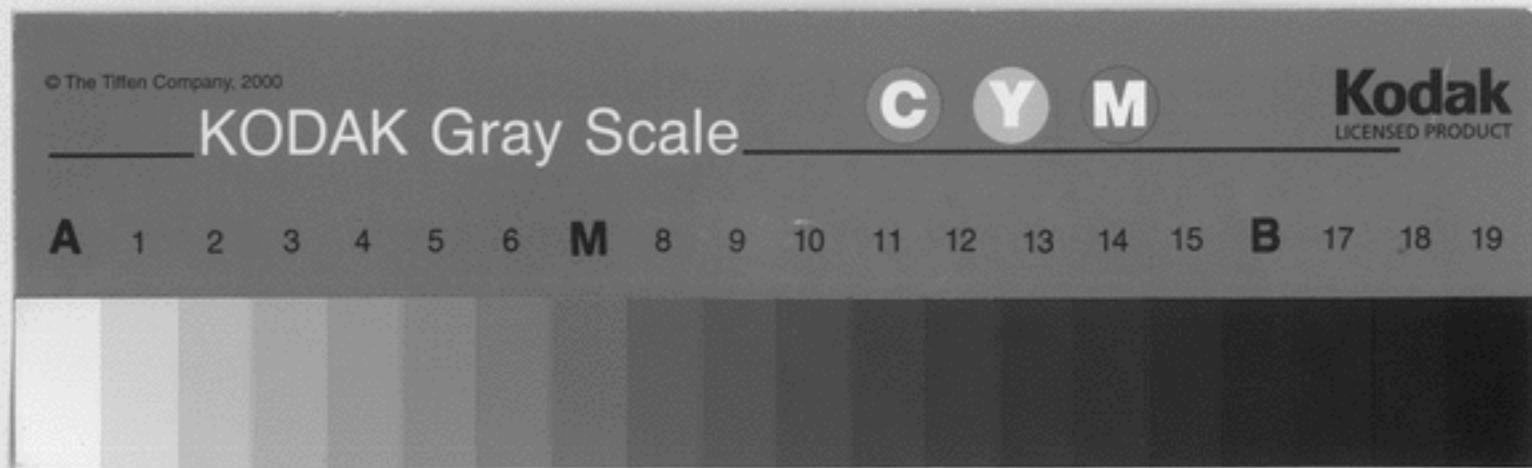 © The Tiffen Company, 2000
KODAK Gray Scale
C Y M
Kodak
LICENSED PRODUCT
A 1 2 3 4 5 6 M 8 9 10 11 12 13 14 15 B 17 18 19